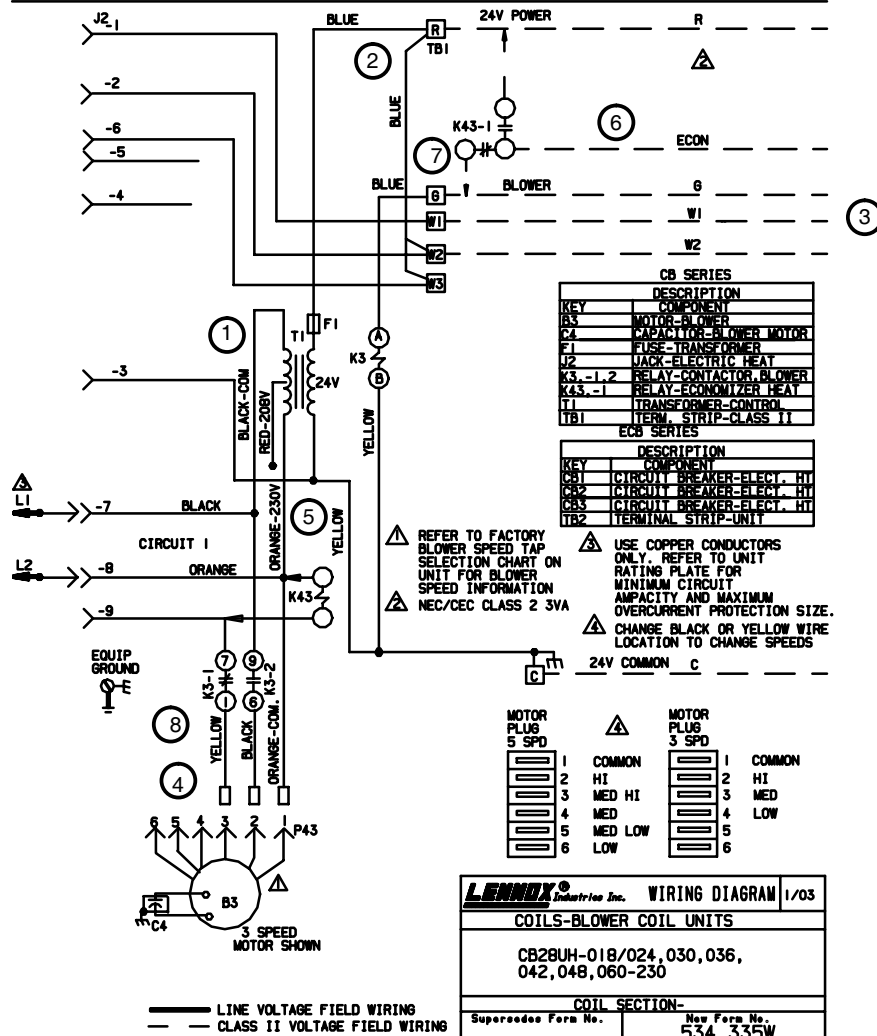 J2
-1
BLUE
24V POWER
R
R
TB1
2
2
-2
BLUE
-6
K43-1
6
-5
7
ECON
BLUE
BLOWER
-4
G
G
W1
W1
3
W2
W2
W3
CB SERIES
DESCRIPTION
KEY COMPONENT
B3 MOTOR-BLOWER
C4 CAPACITOR-BLOWER MOTOR
F1 FUSE-TRANSFORMER
J2 JACK-ELECTRIC HEAT
K3,-1,2 RELAY-CONTACTOR,BLOWER
K43,-1 RELAY-ECONOMIZER HEAT
T1 TRANSFORMER-CONTROL
TB1 TERM. STRIP-CLASS II
ECB SERIES
DESCRIPTION
KEY COMPONENT
CB1 CIRCUIT BREAKER-ELECT. HT
CB2 CIRCUIT BREAKER-ELECT. HT
CB3 CIRCUIT BREAKER-ELECT. HT
TB2 TERMINAL STRIP-UNIT
1
F1
T1
A
K3
B
24V
-3
BLACK-COM
RED-208V
YELLOW
3
L1
-7
BLACK
ORANGE-230V
5
YELLOW
CIRCUIT 1
L2
-8
ORANGE
K43
-9
1 REFER TO FACTORY
BLOWER SPEED TAP
SELECTION CHART ON
UNIT FOR BLOWER
SPEED INFORMATION
2 NEC/CEC CLASS 2 3VA
3 USE COPPER CONDUCTORS
ONLY. REFER TO UNIT
RATING PLATE FOR
MINIMUM CIRCUIT
AMPACITY AND MAXIMUM
OVERCURRENT PROTECTION SIZE.
4 CHANGE BLACK OR YELLOW WIRE
LOCATION TO CHANGE SPEEDS
EQUIP
GROUND
7
9
K3-1
K3-2
1
6
C
24V COMMON C
8
YELLOW
BLACK
ORANGE-COM.
4
6 5 4 3 2 1
P43
B3
1
C4
3 SPEED
MOTOR SHOWN
MOTOR
PLUG
5 SPD
4
1 COMMON
2 HI
3 MED HI
4 MED
5 MED LOW
6 LOW
MOTOR
PLUG
3 SPD
1 COMMON
2 HI
3 MED
4 LOW
5
6
LENNOX® Industries Inc. WIRING DIAGRAM 1/03
COILS-BLOWER COIL UNITS
CB28UH-018/024,030,036,
042,048,060-230
COIL SECTION-
Supersedes Form No. New Form No.
534,335W
LINE VOLTAGE FIELD WIRING
CLASS II VOLTAGE FIELD WIRING